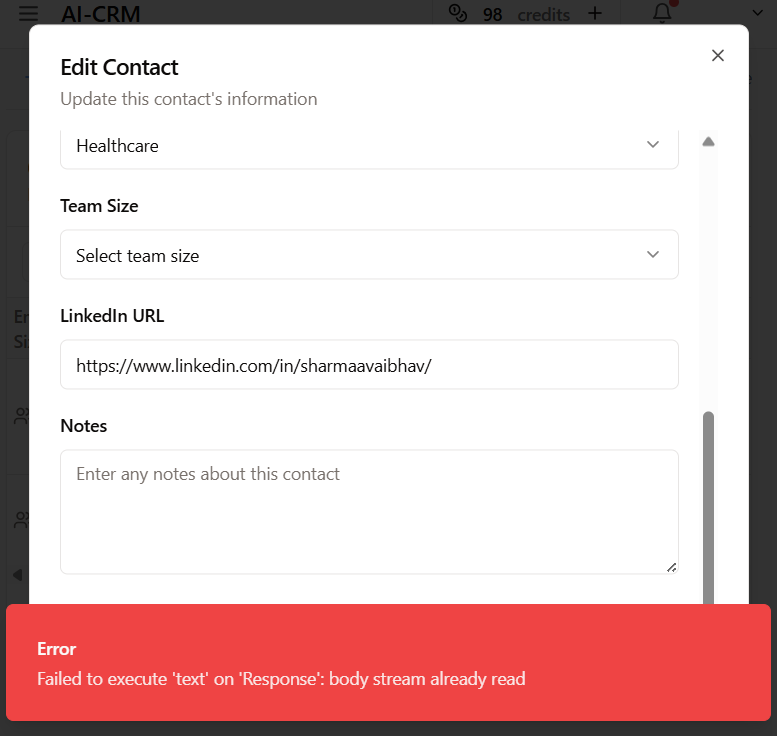 AI-CRM
98 credits +
Edit Contact
Update this contact's information
Healthcare
Team Size
Select team size
LinkedIn URL
https://www.linkedin.com/in/sharmaavaibhav/
Notes
Enter any notes about this contact
Error
Failed to execute 'text' on 'Response': body stream already read